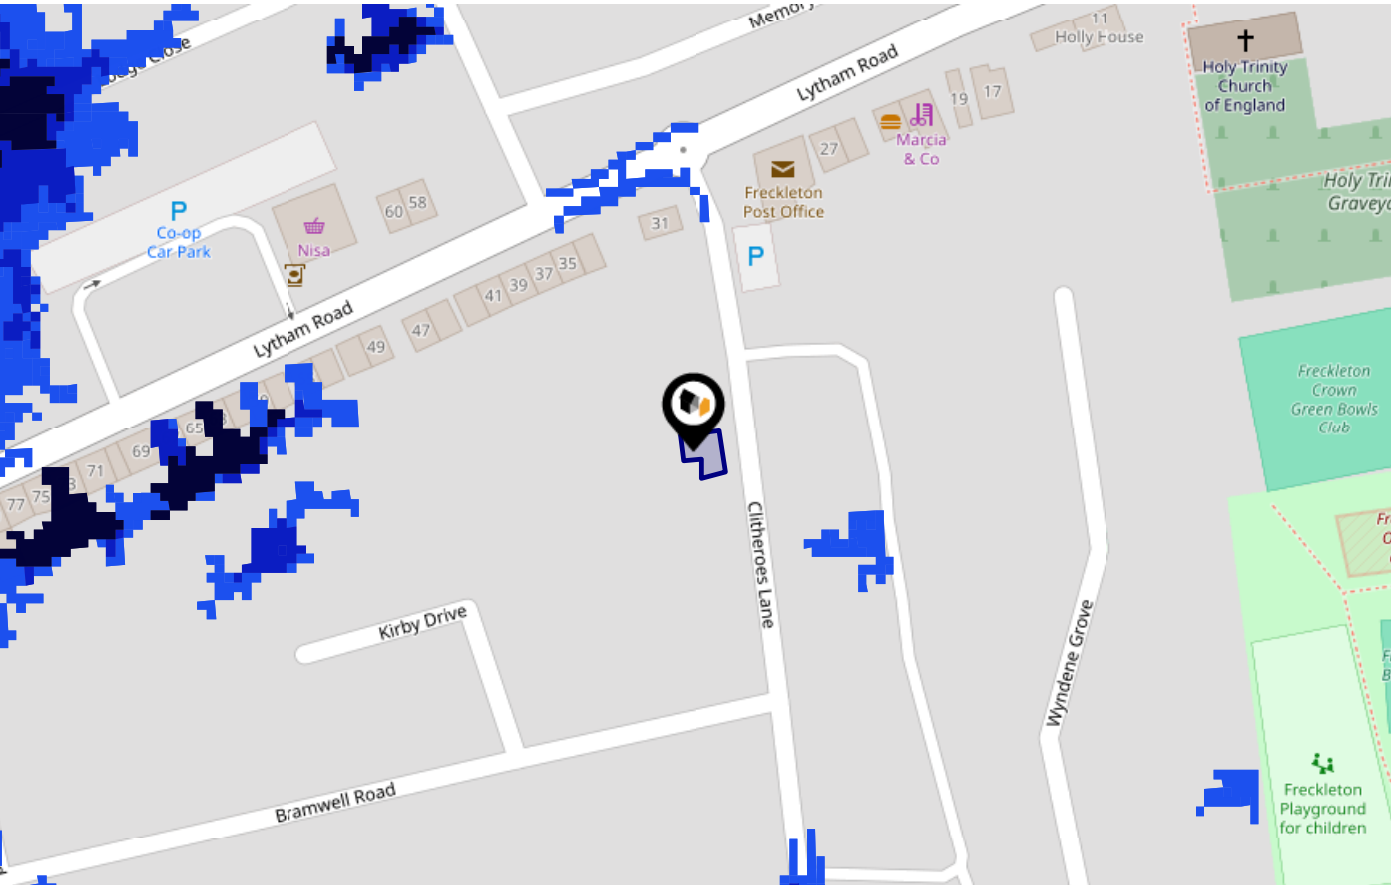 Close
Memory
11
Holly House
Lytham Road
Holy Trinity
Church
of England
19
17
Marcia
& Co
27
Freckleton
Post Office
Holy Tri
Graveya
P
Co-op
Car Park
60
58
Nisa
31
P
35
37
39
41
47
49
Lytham Road
65
69
71
75
77
Freckleton
Crown
Green Bowls
Club
Clitheroes Lane
Kirby Drive
Wyndene Grove
Bramwell Road
Freckleton
Playground
for children